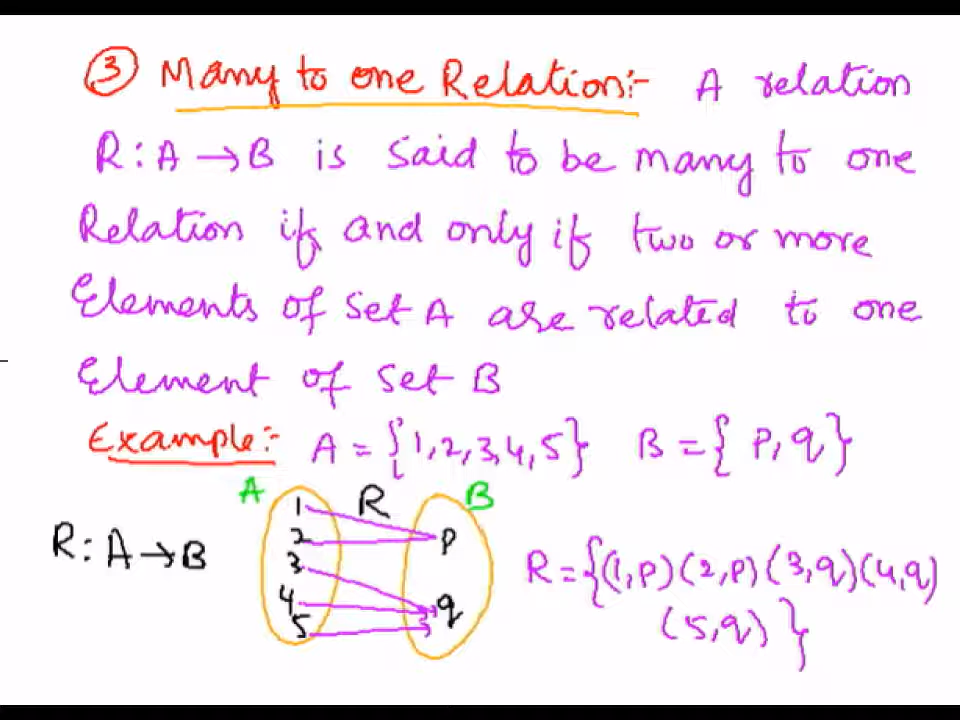 ③ Many to one Relation:- A relation
R : A → B is said to be many to one
Relation if and only if two or more
Elements of Set A are related to one
Element of Set B
Example:- A = {1, 2, 3, 4, 5} B = { p, q }
A R B
R : A → B
1
2
3
4
5
p
q
R = {(1, p) (2, p) (3, q) (4, q)
(5, q) }